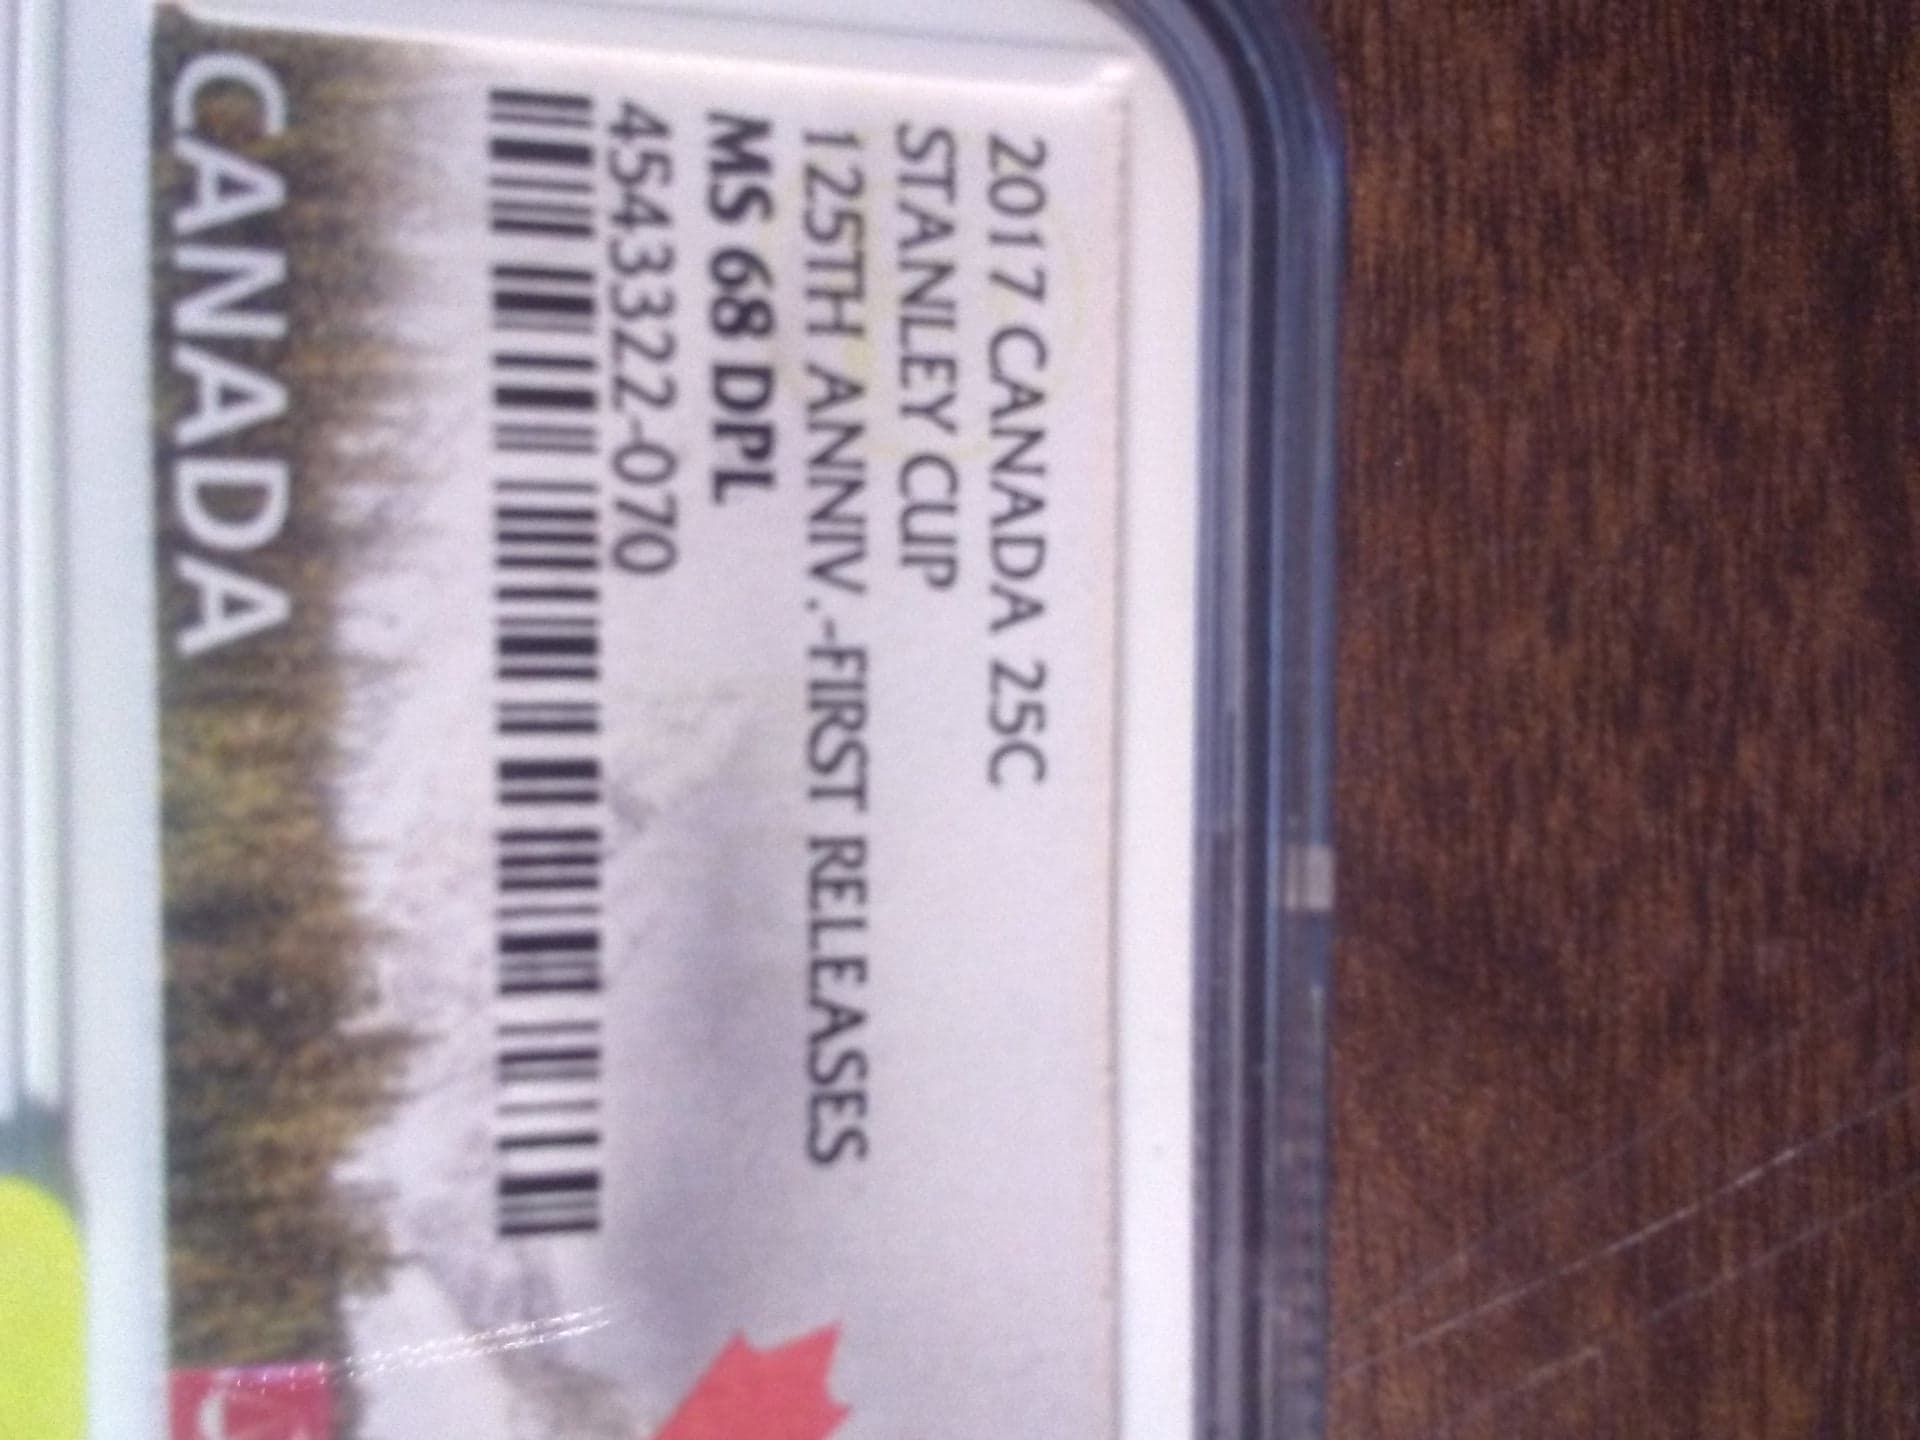 2017 CANADA 25C
STANLEY CUP
125TH ANNIV.-FIRST RELEASES
MS 68 DPL
4543322-070
CANADA